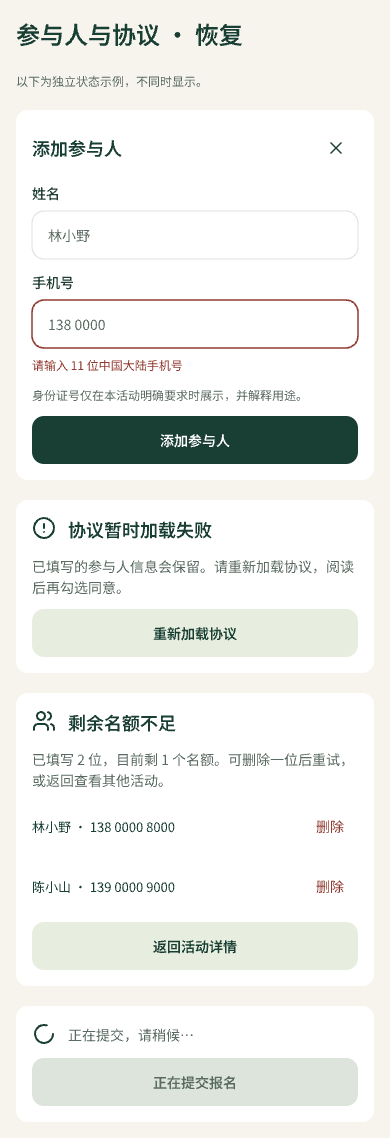 参与人与协议 · 恢复
以下为独立状态示例，不同时显示。
添加参与人
姓名
林小野
手机号
138 0000
请输入 11 位中国大陆手机号
身份证号仅在本活动明确要求时展示，并解释用途。
添加参与人
协议暂时加载失败
已填写的参与人信息会保留。请重新加载协议，阅读
后再勾选同意。
重新加载协议
剩余名额不足
已填写 2 位，目前剩 1 个名额。可删除一位后重试，
或返回查看其他活动。
林小野 · 138 0000 8000
删除
陈小山 · 139 0000 9000
删除
返回活动详情
正在提交，请稍候…
正在提交报名